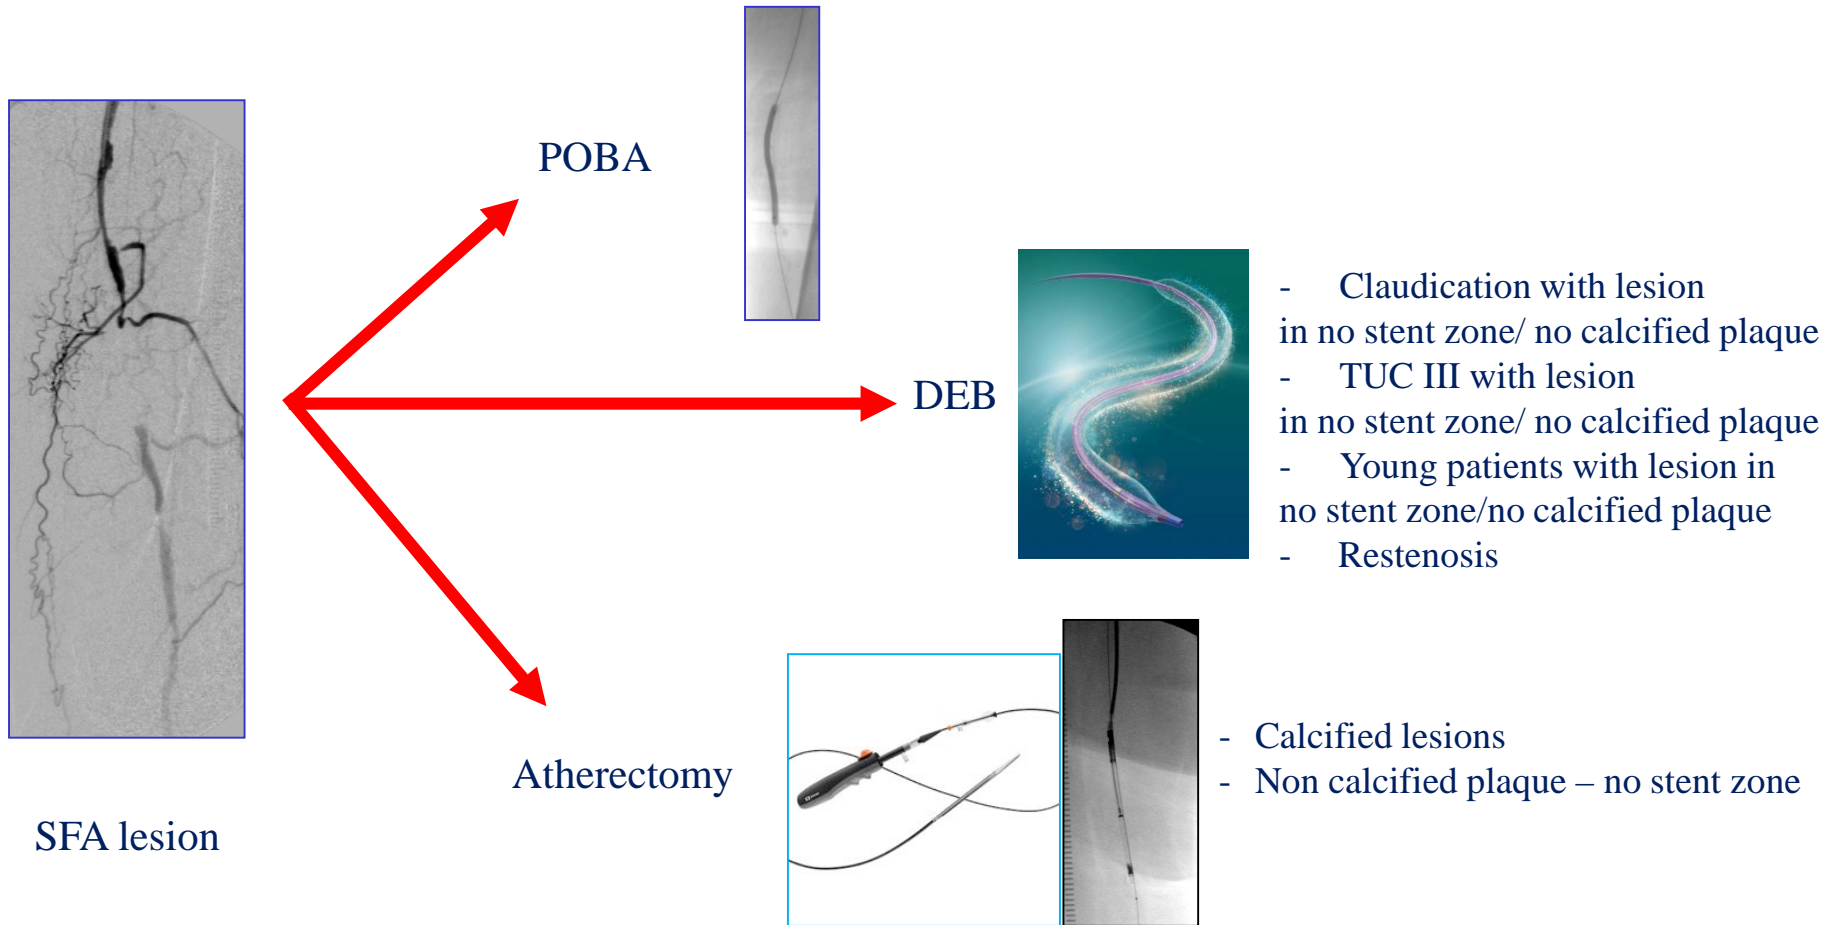 POBA
DEB
- Claudication with lesion
in no stent zone/ no calcified plaque
- TUC III with lesion
in no stent zone/ no calcified plaque
- Young patients with lesion in
no stent zone/no calcified plaque
- Restenosis
Atherectomy
- Calcified lesions
- Non calcified plaque – no stent zone
SFA lesion